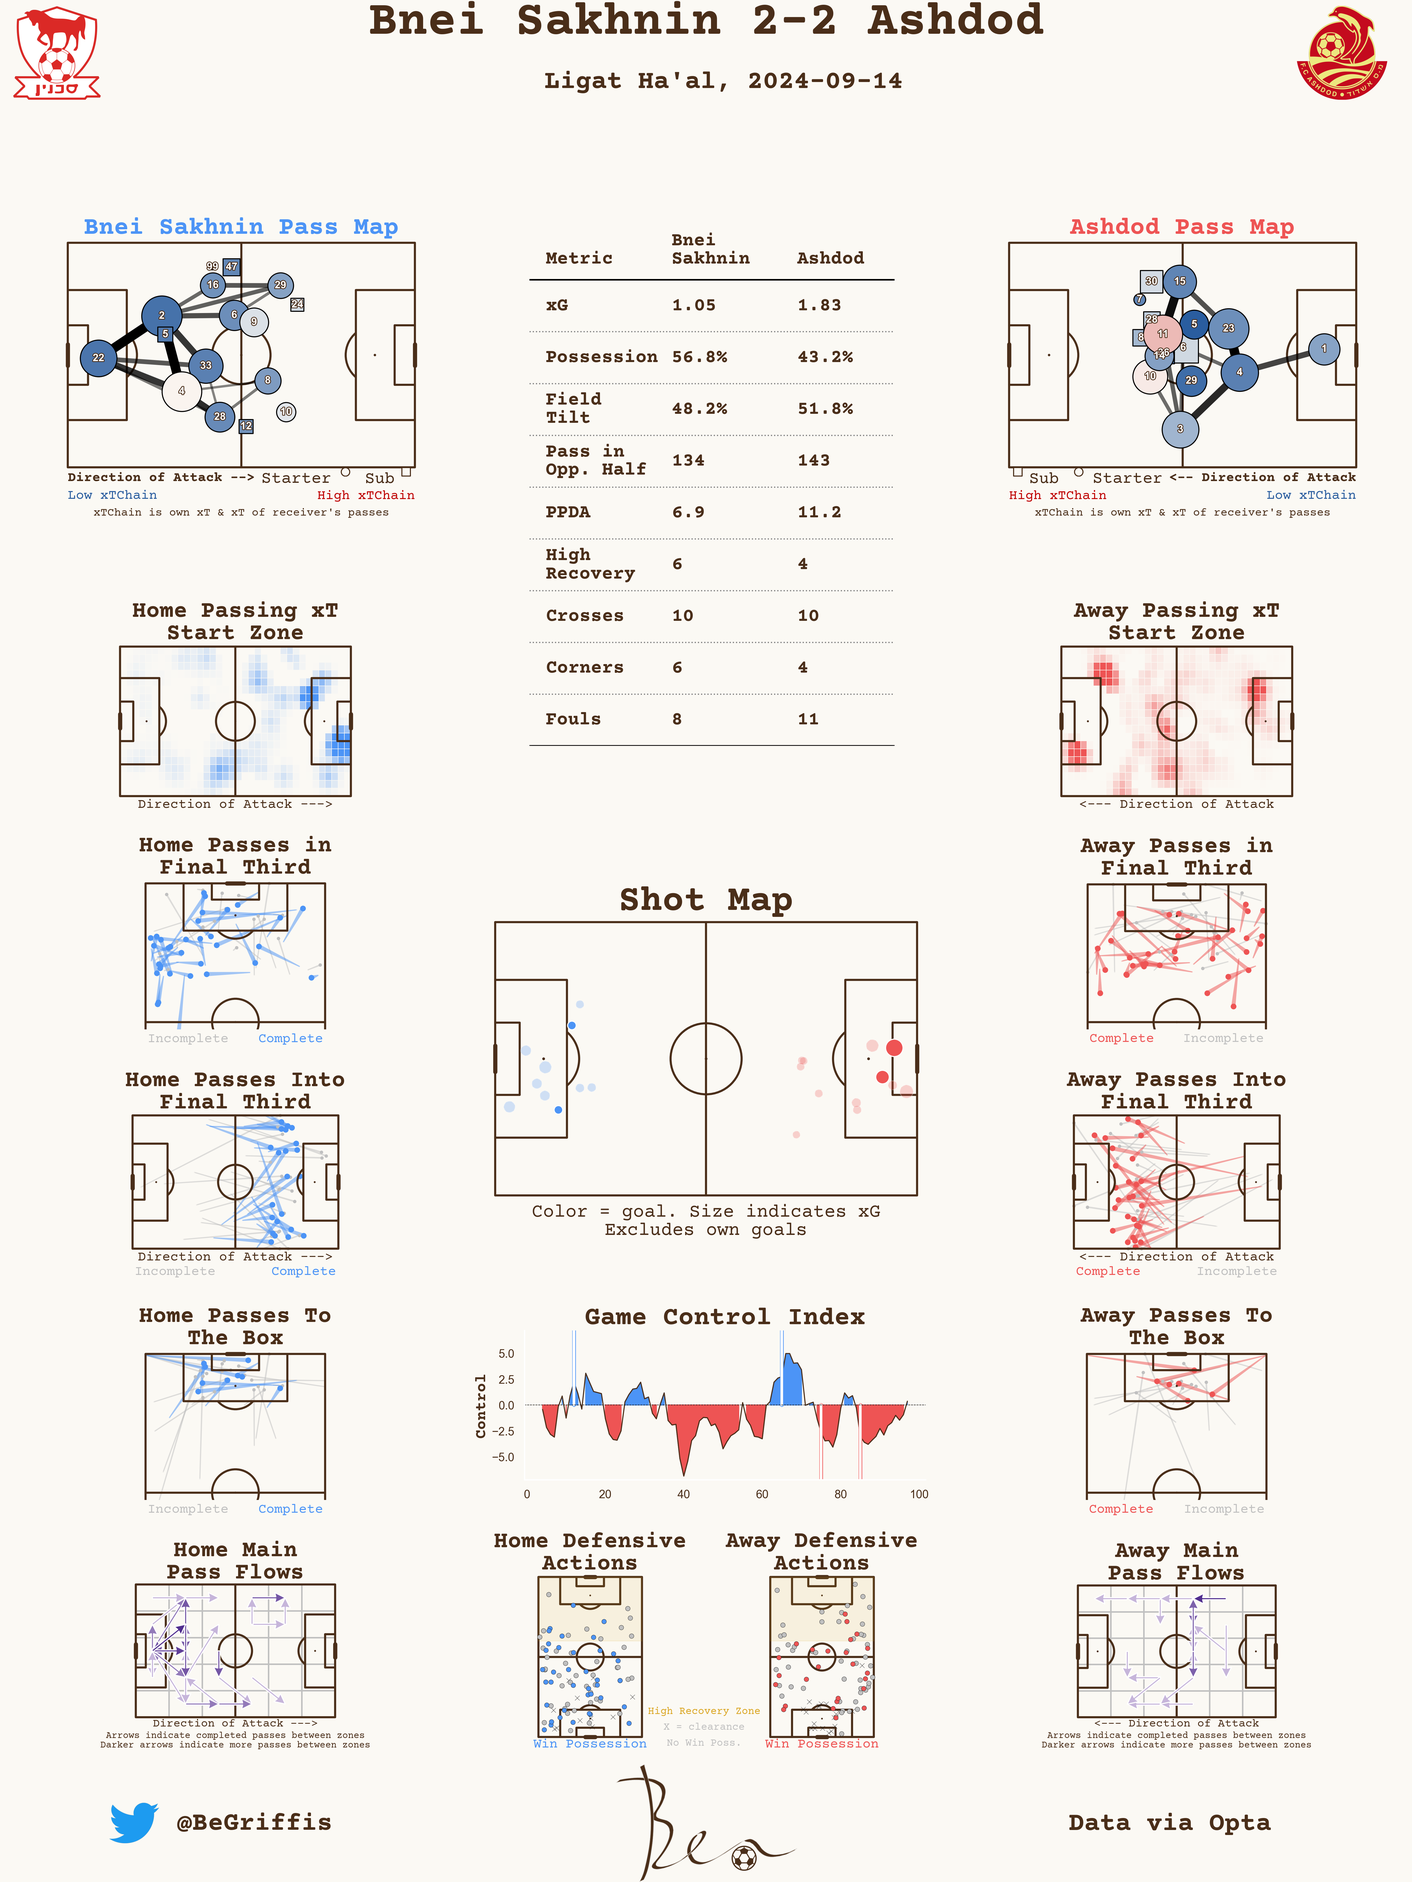 Bnei Sakhnin 2-2 Ashdod
Ligat Ha'al, 2024-09-14
סכנין
F.C ASHDOD • מ.ס אשדוד
Bnei Sakhnin Pass Map
99 47
16 29
24
2 6 9
5
22 33
4 8
28 10
12
Direction of Attack --> Starter Sub
Low xTChain High xTChain
xTChain is own xT & xT of receiver's passes
Metric Bnei Sakhnin Ashdod
xG 1.05 1.83
Possession 56.8% 43.2%
Field Tilt 48.2% 51.8%
Pass in Opp. Half 134 143
PPDA 6.9 11.2
High Recovery 6 4
Crosses 10 10
Corners 6 4
Fouls 8 11
Ashdod Pass Map
30 15
7
28 5 23
8 11
14 26 6 1
10 29 4
3
Sub Starter <-- Direction of Attack
High xTChain Low xTChain
xTChain is own xT & xT of receiver's passes
Home Passing xT
Start Zone
Direction of Attack --->
Away Passing xT
Start Zone
<--- Direction of Attack
Home Passes in
Final Third
Incomplete Complete
Away Passes in
Final Third
Complete Incomplete
Shot Map
Color = goal. Size indicates xG
Excludes own goals
Home Passes Into
Final Third
Direction of Attack --->
Incomplete Complete
Away Passes Into
Final Third
<--- Direction of Attack
Complete Incomplete
Home Passes To
The Box
Incomplete Complete
Game Control Index
Control
5.0
2.5
0.0
−2.5
−5.0
0 20 40 60 80 100
Away Passes To
The Box
Complete Incomplete
Home Main
Pass Flows
Direction of Attack --->
Arrows indicate completed passes between zones
Darker arrows indicate more passes between zones
Home Defensive
Actions
Win Possession
Away Defensive
Actions
Win Possession
High Recovery Zone
X = clearance
No Win Poss.
Away Main
Pass Flows
<--- Direction of Attack
Arrows indicate completed passes between zones
Darker arrows indicate more passes between zones
@BeGriffis
Ben
Data via Opta